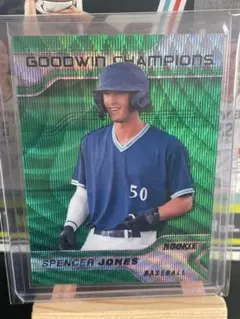 GOODWIN CHAMPIONS
50
SPENCER JONES
ROOKIE
BASEBALL